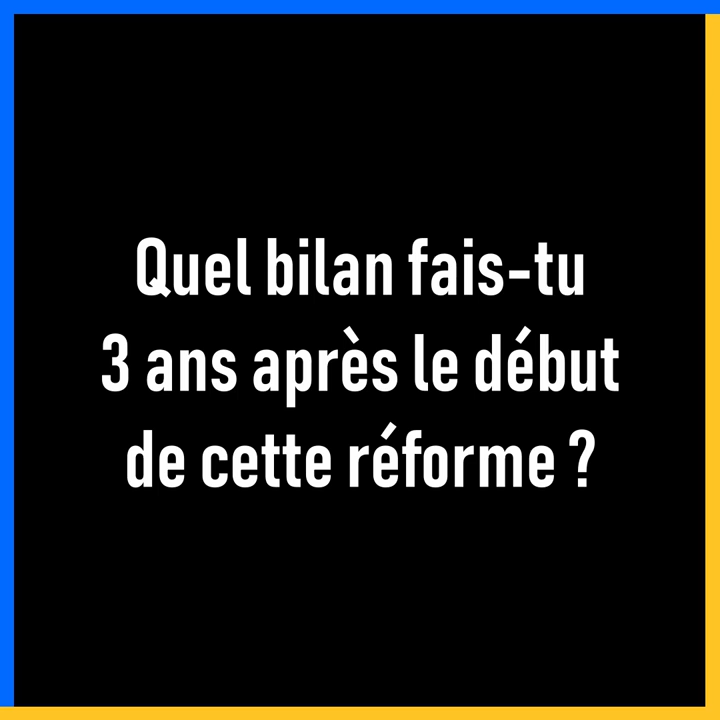 Quel bilan fais-tu
3 ans après le début
de cette réforme ?